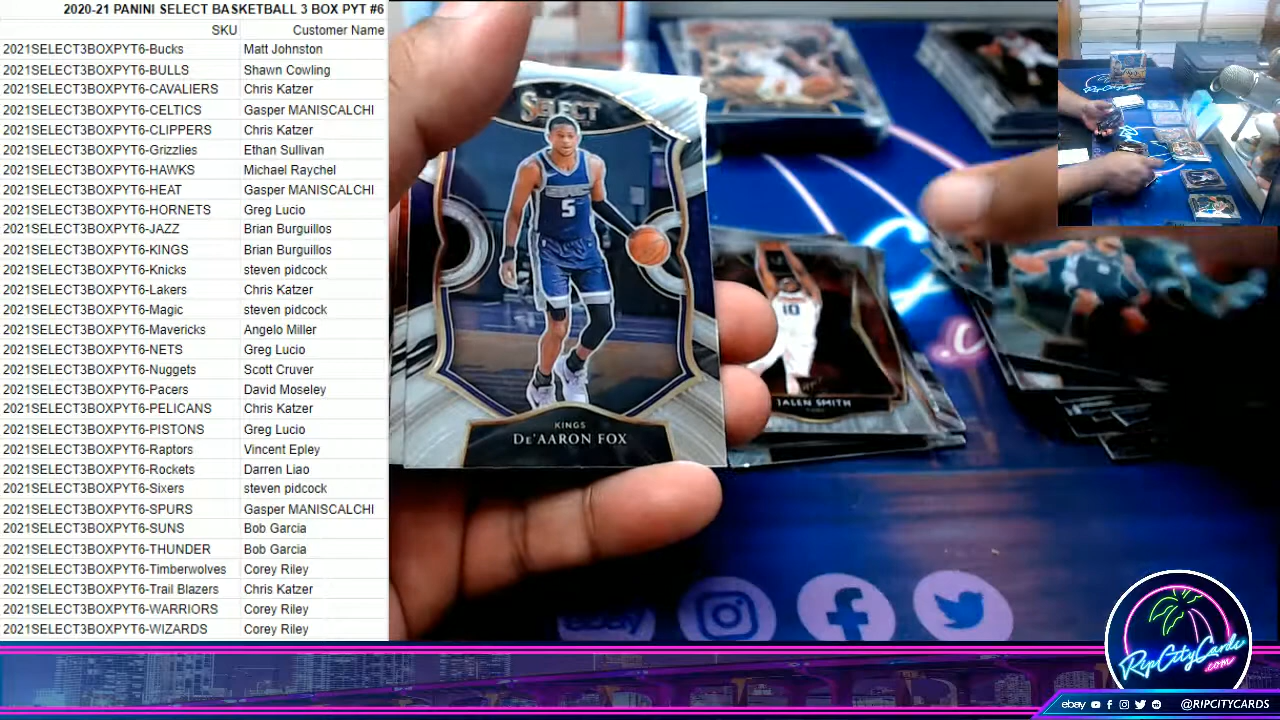 2020-21 PANINI SELECT BASKETBALL 3 BOX PYT #6
SKU Customer Name
2021SELECT3BOXPYT6-Bucks Matt Johnston
2021SELECT3BOXPYT6-BULLS Shawn Cowling
2021SELECT3BOXPYT6-CAVALIERS Chris Katzer
2021SELECT3BOXPYT6-CELTICS Gasper MANISCALCHI
2021SELECT3BOXPYT6-CLIPPERS Chris Katzer
2021SELECT3BOXPYT6-Grizzlies Ethan Sullivan
2021SELECT3BOXPYT6-HAWKS Michael Raychel
2021SELECT3BOXPYT6-HEAT Gasper MANISCALCHI
2021SELECT3BOXPYT6-HORNETS Greg Lucio
2021SELECT3BOXPYT6-JAZZ Brian Burguillos
2021SELECT3BOXPYT6-KINGS Brian Burguillos
2021SELECT3BOXPYT6-Knicks steven pidcock
2021SELECT3BOXPYT6-Lakers Chris Katzer
2021SELECT3BOXPYT6-Magic steven pidcock
2021SELECT3BOXPYT6-Mavericks Angelo Miller
2021SELECT3BOXPYT6-NETS Greg Lucio
2021SELECT3BOXPYT6-Nuggets Scott Cruver
2021SELECT3BOXPYT6-Pacers David Moseley
2021SELECT3BOXPYT6-PELICANS Chris Katzer
2021SELECT3BOXPYT6-PISTONS Greg Lucio
2021SELECT3BOXPYT6-Raptors Vincent Epley
2021SELECT3BOXPYT6-Rockets Darren Liao
2021SELECT3BOXPYT6-Sixers steven pidcock
2021SELECT3BOXPYT6-SPURS Gasper MANISCALCHI
2021SELECT3BOXPYT6-SUNS Bob Garcia
2021SELECT3BOXPYT6-THUNDER Bob Garcia
2021SELECT3BOXPYT6-Timberwolves Corey Riley
2021SELECT3BOXPYT6-Trail Blazers Chris Katzer
2021SELECT3BOXPYT6-WARRIORS Corey Riley
2021SELECT3BOXPYT6-WIZARDS Corey Riley
SELECT
5
KINGS
DE'AARON FOX
10
JALEN SMITH
.C
ebay
RipCityCards
.com
ebay @RIPCITYCARDS